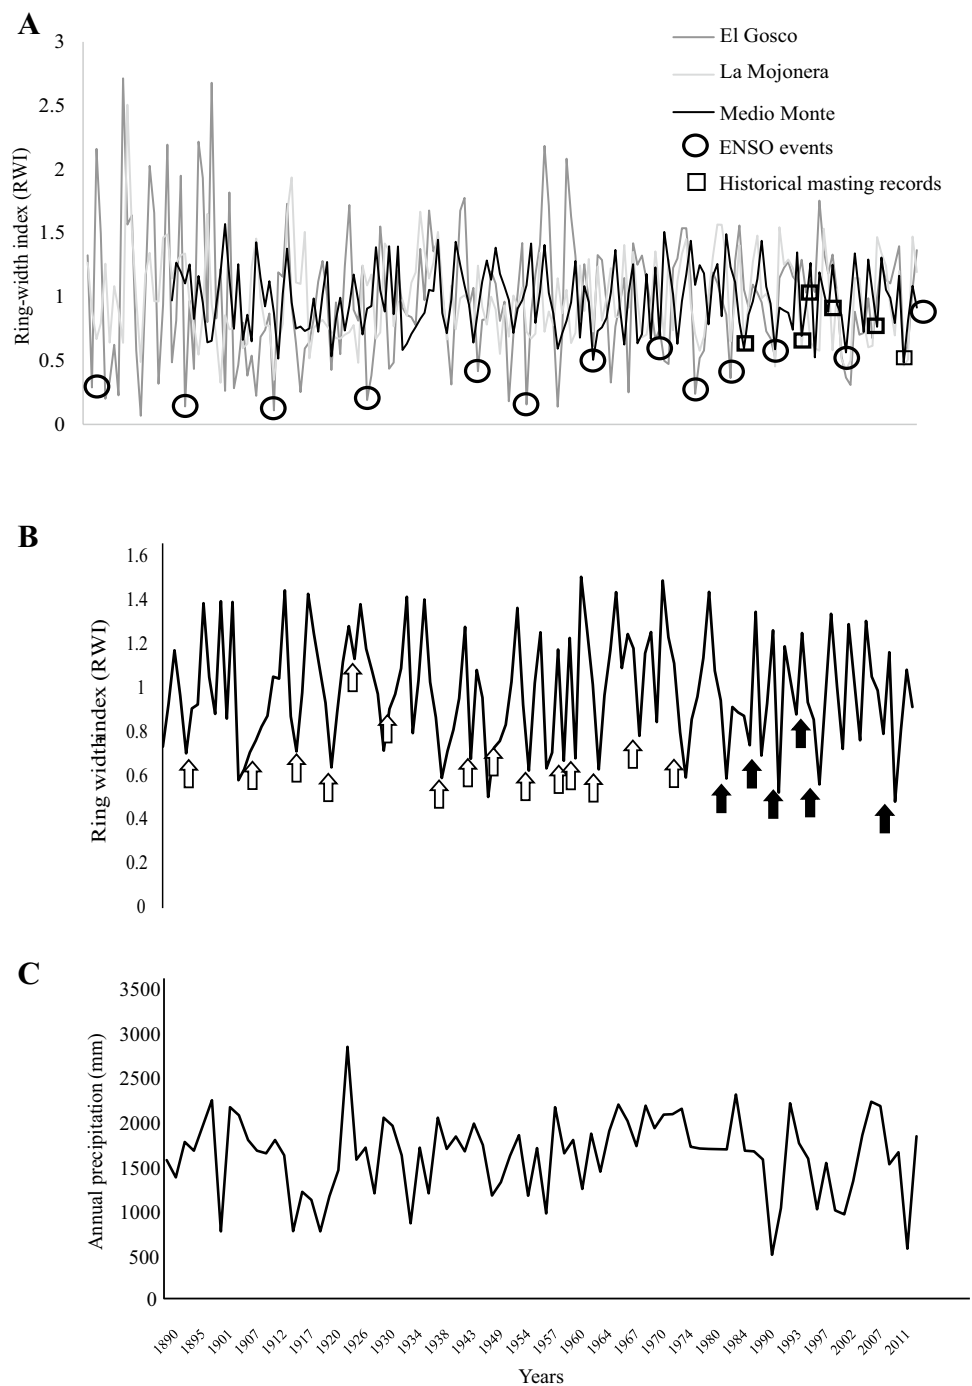 A
3
2.5
2
1.5
1
0.5
0
Ring-width index (RWI)
El Gosco
La Mojonera
Medio Monte
ENSO events
Historical masting records
B
1.6
1.4
1.2
1
0.8
0.6
0.4
0.2
0
Ring width index (RWI)
C
3500
3000
2500
2000
1500
1000
500
0
Annual precipitation (mm)
1890 1895 1901 1907 1912 1917 1920 1926 1930 1934 1938 1943 1949 1954 1957 1960 1964 1967 1970 1974 1980 1984 1990 1993 1997 2002 2007 2011
Years